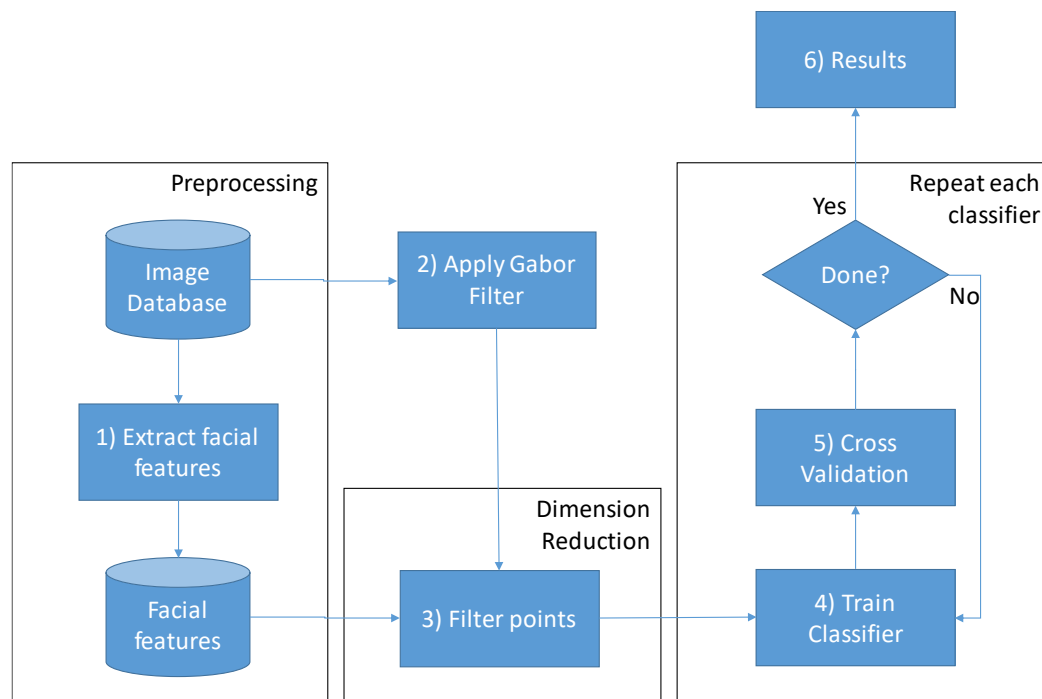 6) Results
Preprocessing
Repeat each
classifier
Image
Database
2) Apply Gabor
Filter
Yes
Done?
No
1) Extract facial
features
5) Cross
Validation
Dimension
Reduction
Facial
features
3) Filter points
4) Train
Classifier